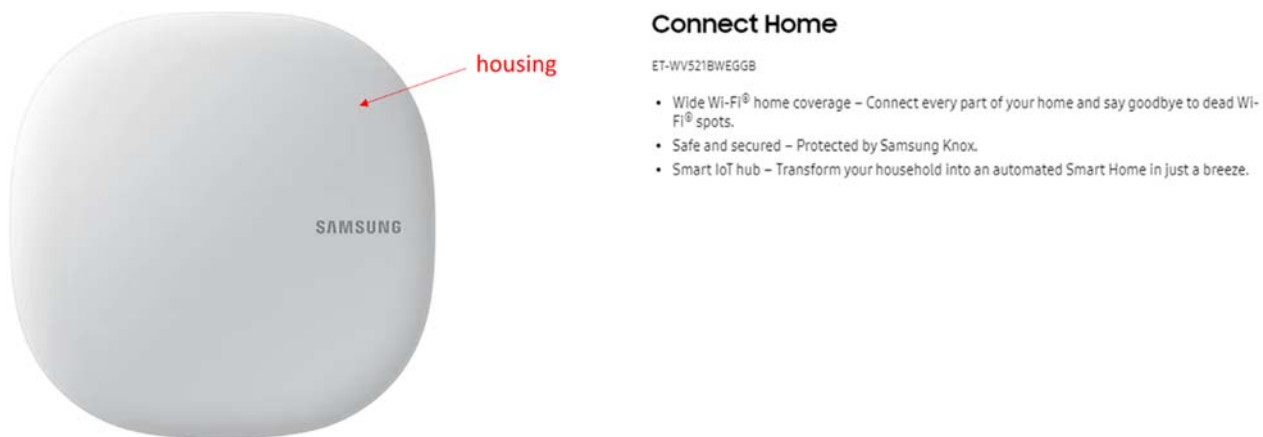 housing
SAMSUNG
Connect Home
ET-WV521BWEGGB
• Wide Wi-Fi® home coverage – Connect every part of your home and say goodbye to dead Wi-
Fi® spots.
• Safe and secured – Protected by Samsung Knox.
• Smart IoT hub – Transform your household into an automated Smart Home in just a breeze.